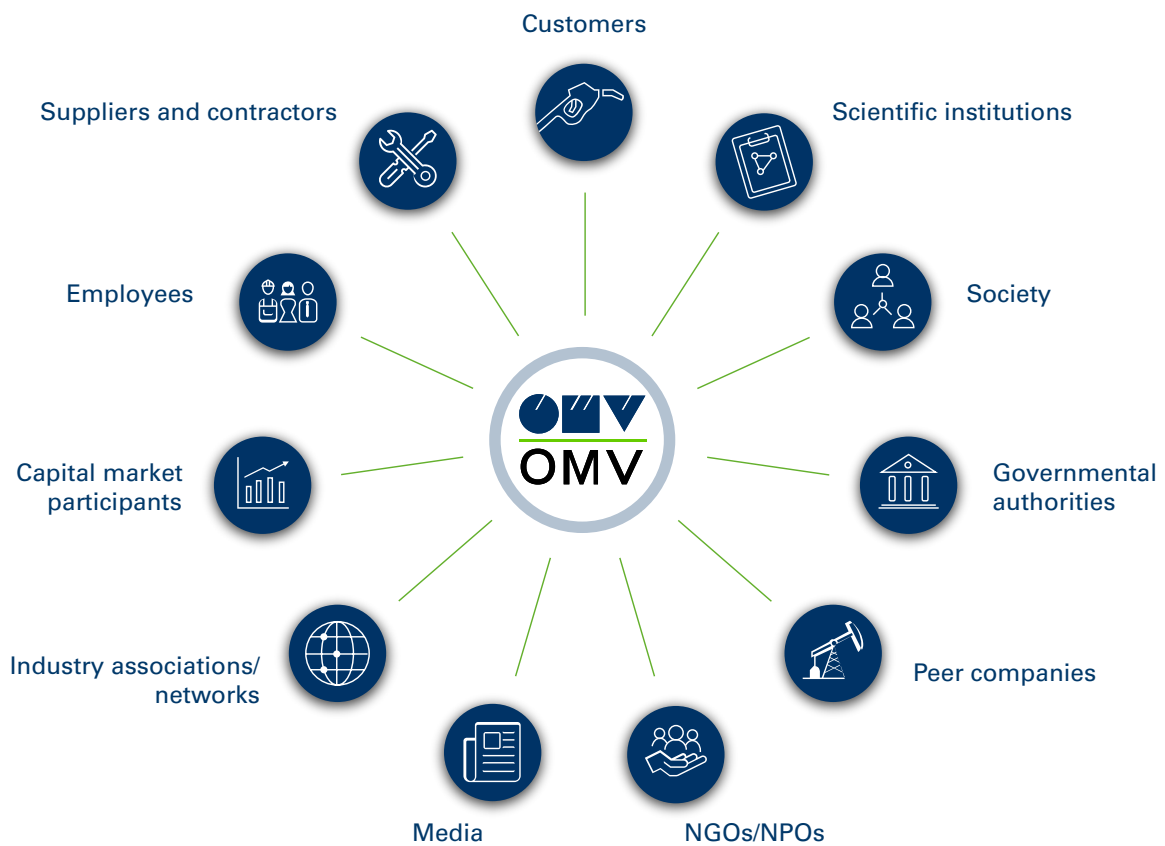 Customers
Suppliers and contractors
Scientific institutions
Employees
Society
OMV
OMV
Capital market
participants
Governmental
authorities
Industry associations/
networks
Peer companies
Media
NGOs/NPOs